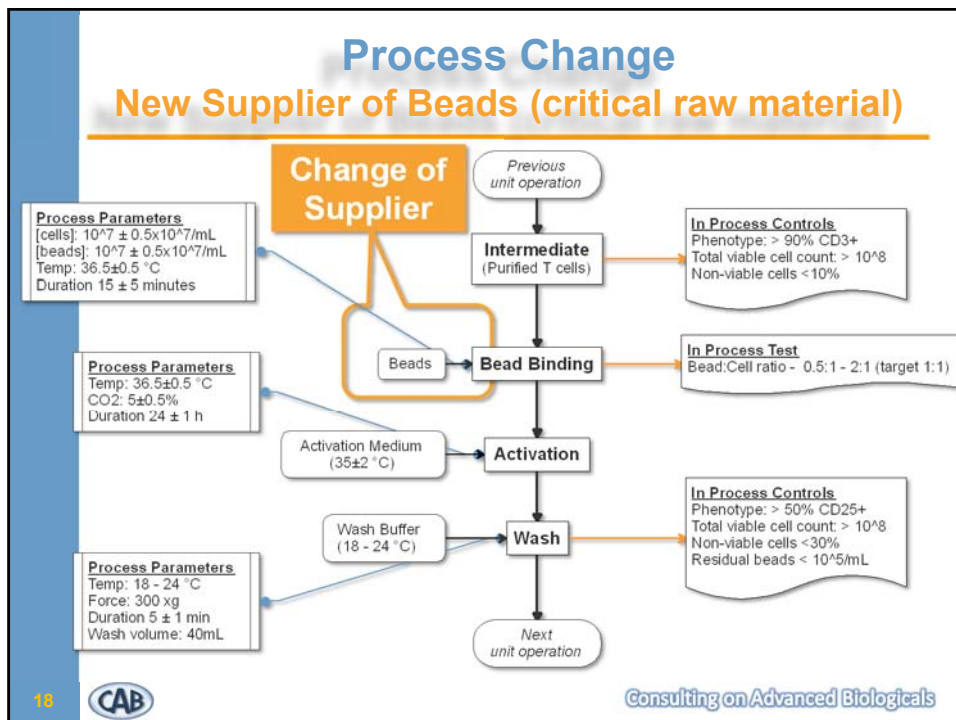 Process Change
New Supplier of Beads (critical raw material)
Change of
Supplier
Previous
unit operation
Process Parameters
[cells]: 10^7 ± 0.5x10^7/mL
[beads]: 10^7 ± 0.5x10^7/mL
Temp: 36.5±0.5 °C
Duration 15 ± 5 minutes
Intermediate
(Purified T cells)
In Process Controls
Phenotype: > 90% CD3+
Total viable cell count: > 10^8
Non-viable cells <10%
Beads
Bead Binding
In Process Test
Bead:Cell ratio - 0.5:1 - 2:1 (target 1:1)
Process Parameters
Temp: 36.5±0.5 °C
CO2: 5±0.5%
Duration 24 ± 1 h
Activation Medium
(35±2 °C)
Activation
Wash Buffer
(18 - 24 °C)
Wash
In Process Controls
Phenotype: > 50% CD25+
Total viable cell count: > 10^8
Non-viable cells <30%
Residual beads < 10^5/mL
Process Parameters
Temp: 18 - 24 °C
Force: 300 xg
Duration 5 ± 1 min
Wash volume: 40mL
Next
unit operation
18
CAB
Consulting on Advanced Biologicals